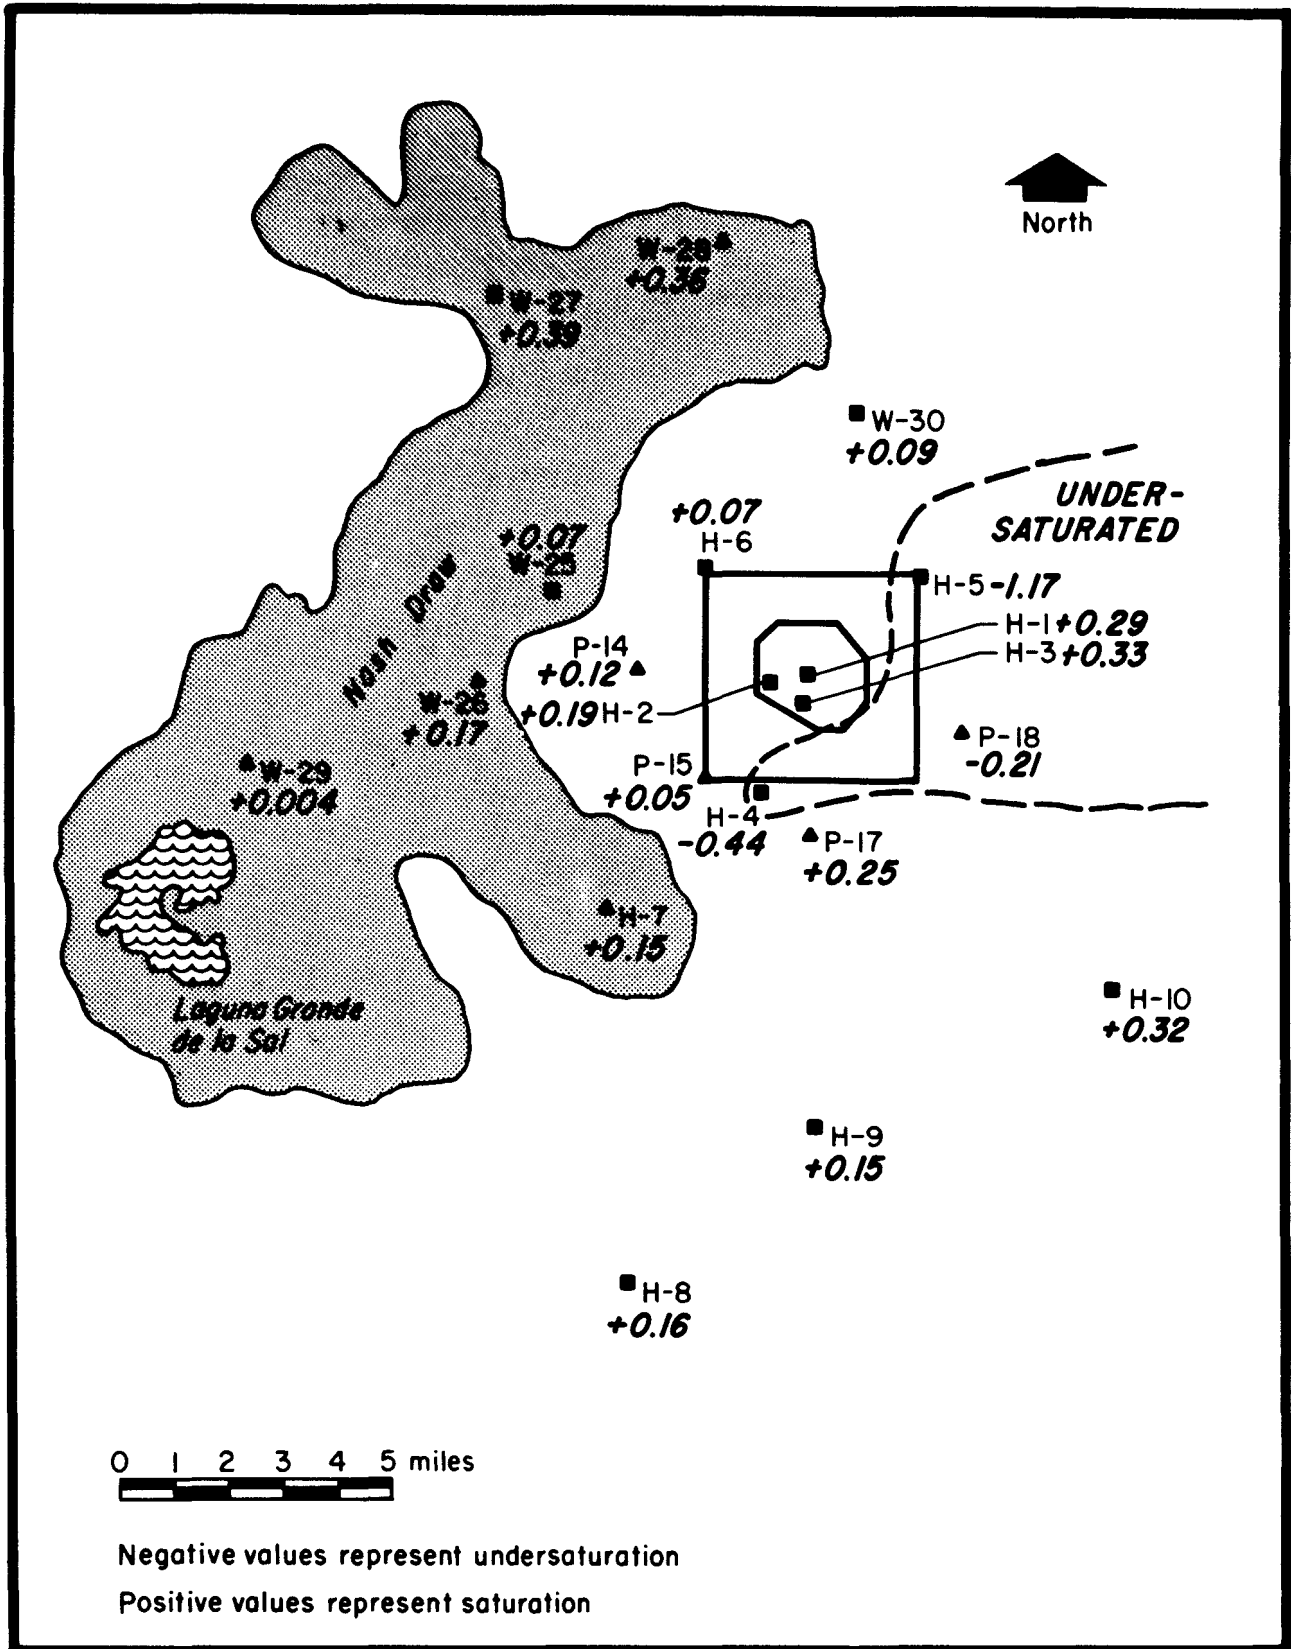 North
W-28
+0.36
W-27
+0.39
W-30
+0.09
UNDER-
SATURATED
+0.07
H-6
+0.07
W-25
Nash Draw
H-5 -1.17
H-1 +0.29
H-3 +0.33
P-14
+0.12
+0.19 H-2
W-26
+0.17
P-18
-0.21
P-15
+0.05
W-29
+0.004
H-4
-0.44
P-17
+0.25
H-7
+0.15
Laguna Grande
de la Sal
H-10
+0.32
H-9
+0.15
H-8
+0.16
0 1 2 3 4 5 miles
Negative values represent undersaturation
Positive values represent saturation